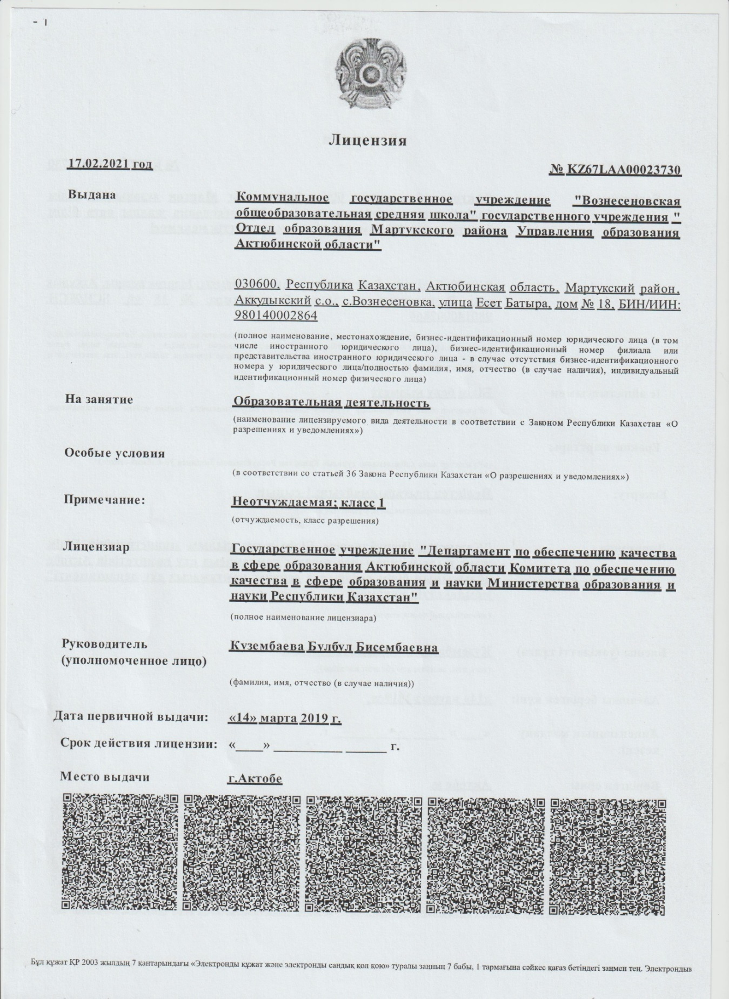 Лицензия
17.02.2021 год
№ KZ67LAA00023730
Выдана
Коммунальное государственное учреждение "Вознесеновская
общеобразовательная средняя школа" государственного учреждения "
Отдел образования Мартукского района Управления образования
Актюбинской области"
030600, Республика Казахстан, Актюбинская область, Мартукский район,
Аккудыкский с.о., с.Вознесеновка, улица Есет Батыра, дом № 18, БИН/ИИН:
980140002864
(полное наименование, местонахождение, бизнес-идентификационный номер юридического лица (в том
числе иностранного юридического лица), бизнес-идентификационный номер филиала или
представительства иностранного юридического лица - в случае отсутствия бизнес-идентификационного
номера у юридического лица/полностью фамилия, имя, отчество (в случае наличия), индивидуальный
идентификационный номер физического лица)
На занятие
Образовательная деятельность
(наименование лицензируемого вида деятельности в соответствии с Законом Республики Казахстан «О
разрешениях и уведомлениях»)
Особые условия
(в соответствии со статьей 36 Закона Республики Казахстан «О разрешениях и уведомлениях»)
Примечание:
Неотчуждаемая; класс 1
(отчуждаемость, класс разрешения)
Лицензиар
Государственное учреждение "Департамент по обеспечению качества
в сфере образования Актюбинской области Комитета по обеспечению
качества в сфере образования и науки Министерства образования и
науки Республики Казахстан"
(полное наименование лицензиара)
Руководитель
(уполномоченное лицо)
Кузембаева Булбул Бисембаевна
(фамилия, имя, отчество (в случае наличия))
Дата первичной выдачи: «14» марта 2019 г.
Срок действия лицензии: «____» __________ ______ г.
Место выдачи
г.Актобе
Бұл құжат ҚР 2003 жылдың 7 қаңтарындағы «Электронды құжат және электронды сандық қол қою» туралы заңның 7 бабы, 1 тармағына сәйкес қағаз бетіндегі заңмен тең. Электрондық